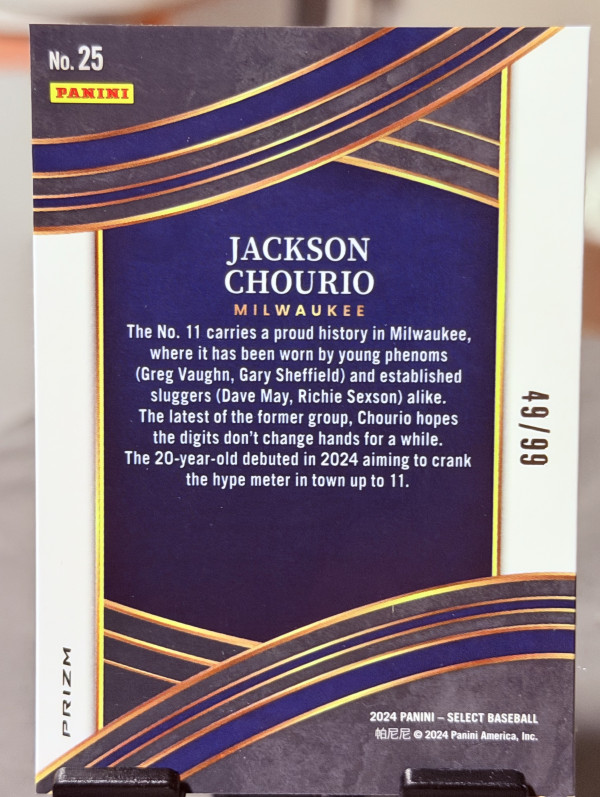 No. 25
PANINI
JACKSON
CHOURIO
MILWAUKEE
The No. 11 carries a proud history in Milwaukee,
where it has been worn by young phenoms
(Greg Vaughn, Gary Sheffield) and established
sluggers (Dave May, Richie Sexson) alike.
The latest of the former group, Chourio hopes
the digits don't change hands for a while.
The 20-year-old debuted in 2024 aiming to crank
the hype meter in town up to 11.
49/99
PRIZM
2024 PANINI – SELECT BASEBALL
帕尼尼 © 2024 Panini America, Inc.